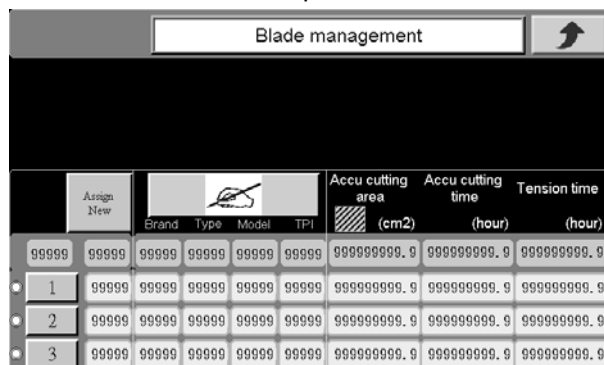 Blade management
Assign New
Brand Type Model TPI
Accu cutting area (cm2)
Accu cutting time (hour)
Tension time (hour)
99999 99999 99999 99999 99999 99999 999999999.9 999999999.9 999999999.9
1 99999 99999 99999 99999 99999 999999999.9 999999999.9 999999999.9
2 99999 99999 99999 99999 99999 999999999.9 999999999.9 999999999.9
3 99999 99999 99999 99999 99999 999999999.9 999999999.9 999999999.9